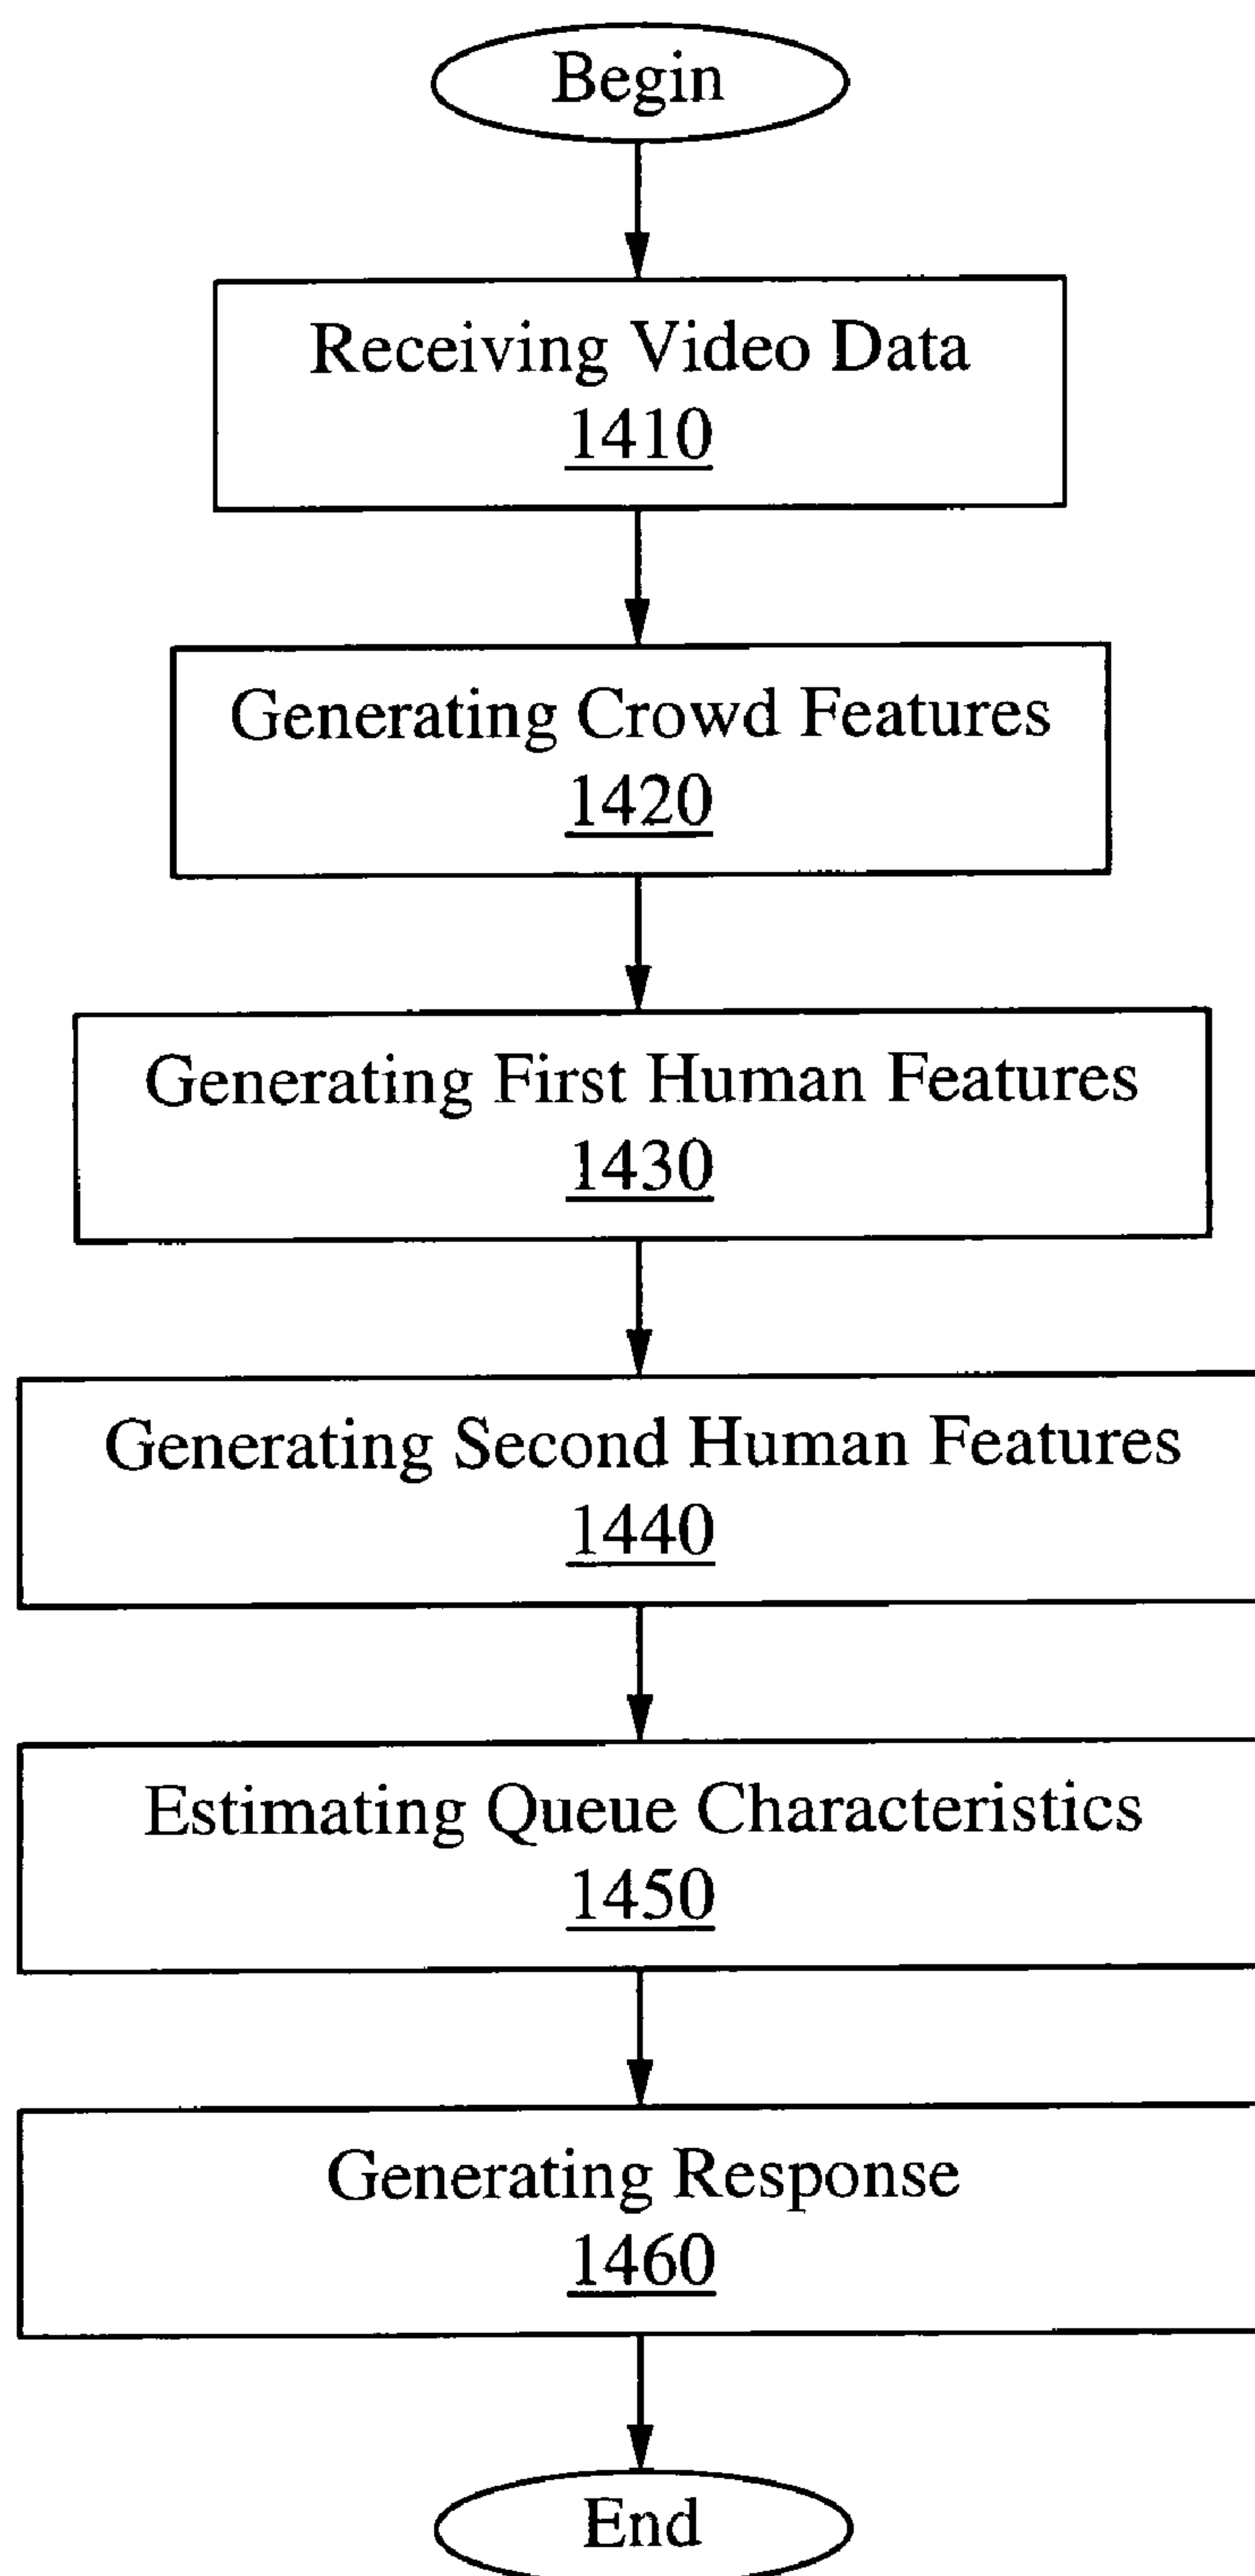 Begin
Receiving Video Data
1410
Generating Crowd Features
1420
Generating First Human Features
1430
Generating Second Human Features
1440
Estimating Queue Characteristics
1450
Generating Response
1460
End